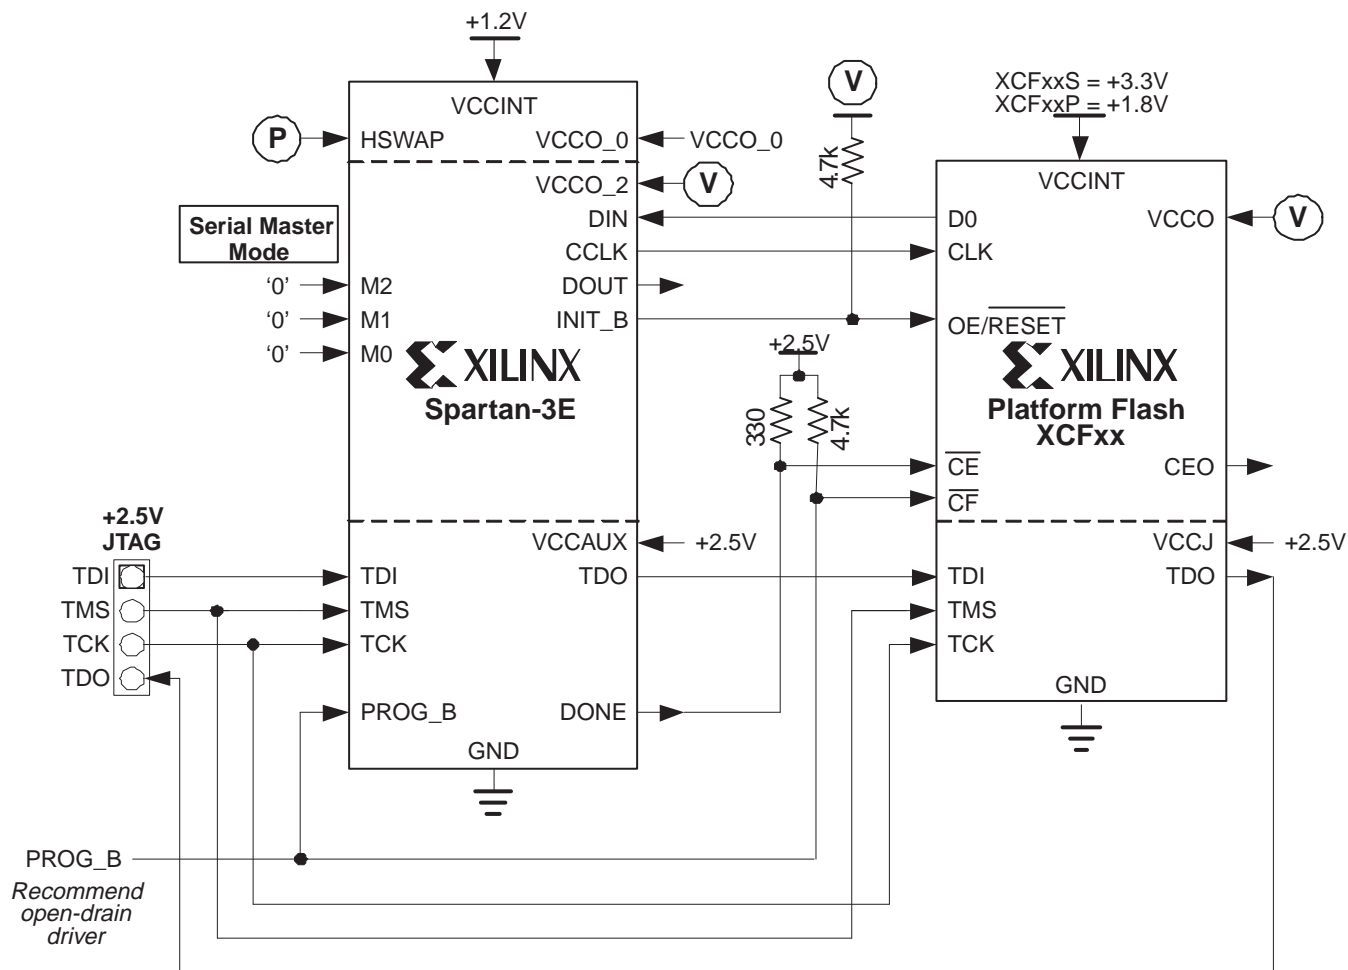 +1.2V
VCCINT
P
HSWAP
VCCO_0
VCCO_0
VCCO_2
V
Serial Master
Mode
DIN
CCLK
DOUT
INIT_B
'0'
M2
'0'
M1
'0'
M0
XILINX
Spartan-3E
V
4.7k
XCFxxS = +3.3V
XCFxxP = +1.8V
VCCINT
D0
VCCO
V
CLK
OE/RESET
XILINX
Platform Flash
XCFxx
+2.5V
330
4.7k
CE
CEO
CF
+2.5V
JTAG
VCCAUX
+2.5V
VCCJ
+2.5V
TDI
TDI
TDO
TDI
TDO
TMS
TMS
TMS
TCK
TCK
TCK
TDO
GND
PROG_B
DONE
GND
PROG_B
Recommend
open-drain
driver